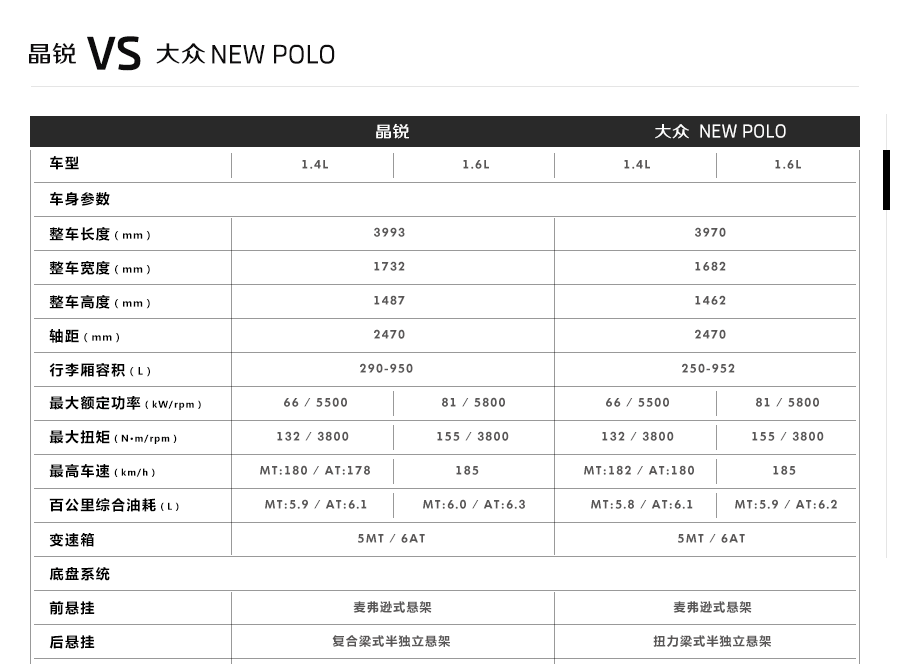 晶锐 VS 大众 NEW POLO
晶锐 大众 NEW POLO
车型 1.4L 1.6L 1.4L 1.6L
车身参数
整车长度(mm) 3993 3970
整车宽度(mm) 1732 1682
整车高度(mm) 1487 1462
轴距(mm) 2470 2470
行李厢容积(L) 290-950 250-952
最大额定功率(kW/rpm) 66 / 5500 81 / 5800 66 / 5500 81 / 5800
最大扭矩(N·m/rpm) 132 / 3800 155 / 3800 132 / 3800 155 / 3800
最高车速(km/h) MT:180 / AT:178 185 MT:182 / AT:180 185
百公里综合油耗(L) MT:5.9 / AT:6.1 MT:6.0 / AT:6.3 MT:5.8 / AT:6.1 MT:5.9 / AT:6.2
变速箱 5MT / 6AT 5MT / 6AT
底盘系统
前悬挂 麦弗逊式悬架 麦弗逊式悬架
后悬挂 复合梁式半独立悬架 扭力梁式半独立悬架